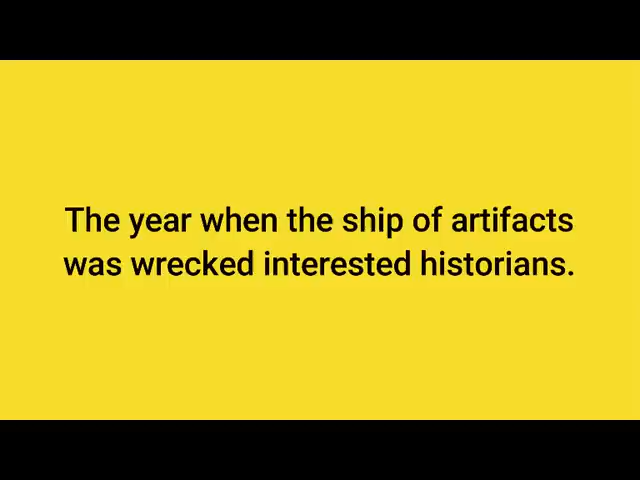 The year when the ship of artifacts
was wrecked interested historians.